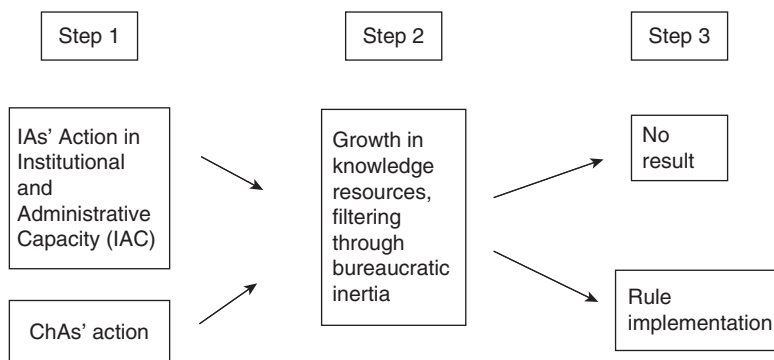 Step 1
Step 2
Step 3
IAs' Action in
Institutional
and
Administrative
Capacity (IAC)
ChAs' action
Growth in
knowledge
resources,
filtering
through
bureaucratic
inertia
No
result
Rule
implementation